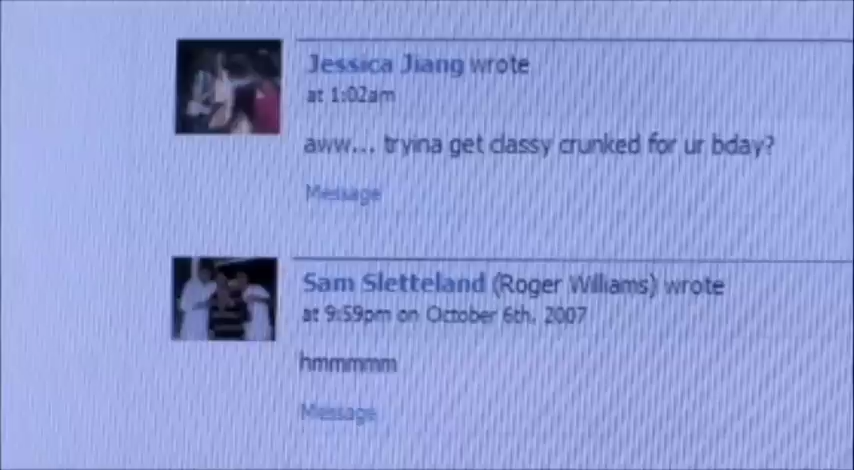 Jessica Jiang wrote
at 1:02am
aww... tryina get classy crunked for ur bday?
Message
Sam Sletteland (Roger Williams) wrote
at 9:59pm on October 6th, 2007
hmmmmm
Message